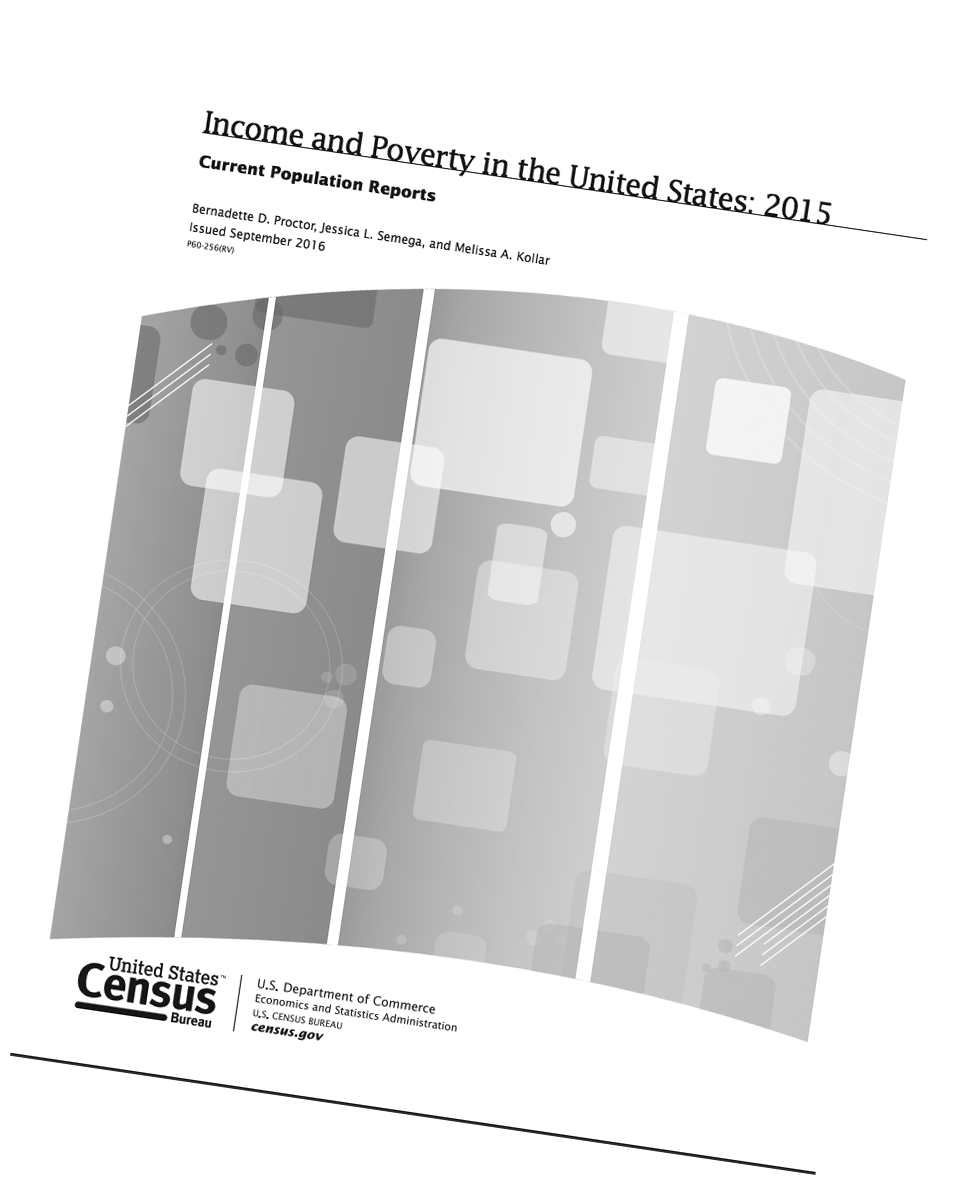 Income and Poverty in the United States: 2015
Current Population Reports
Bernadette D. Proctor, Jessica L. Semega, and Melissa A. Kollar
Issued September 2016
P60-256(RV)
United States™
Census
Bureau
U.S. Department of Commerce
Economics and Statistics Administration
U.S. CENSUS BUREAU
census.gov